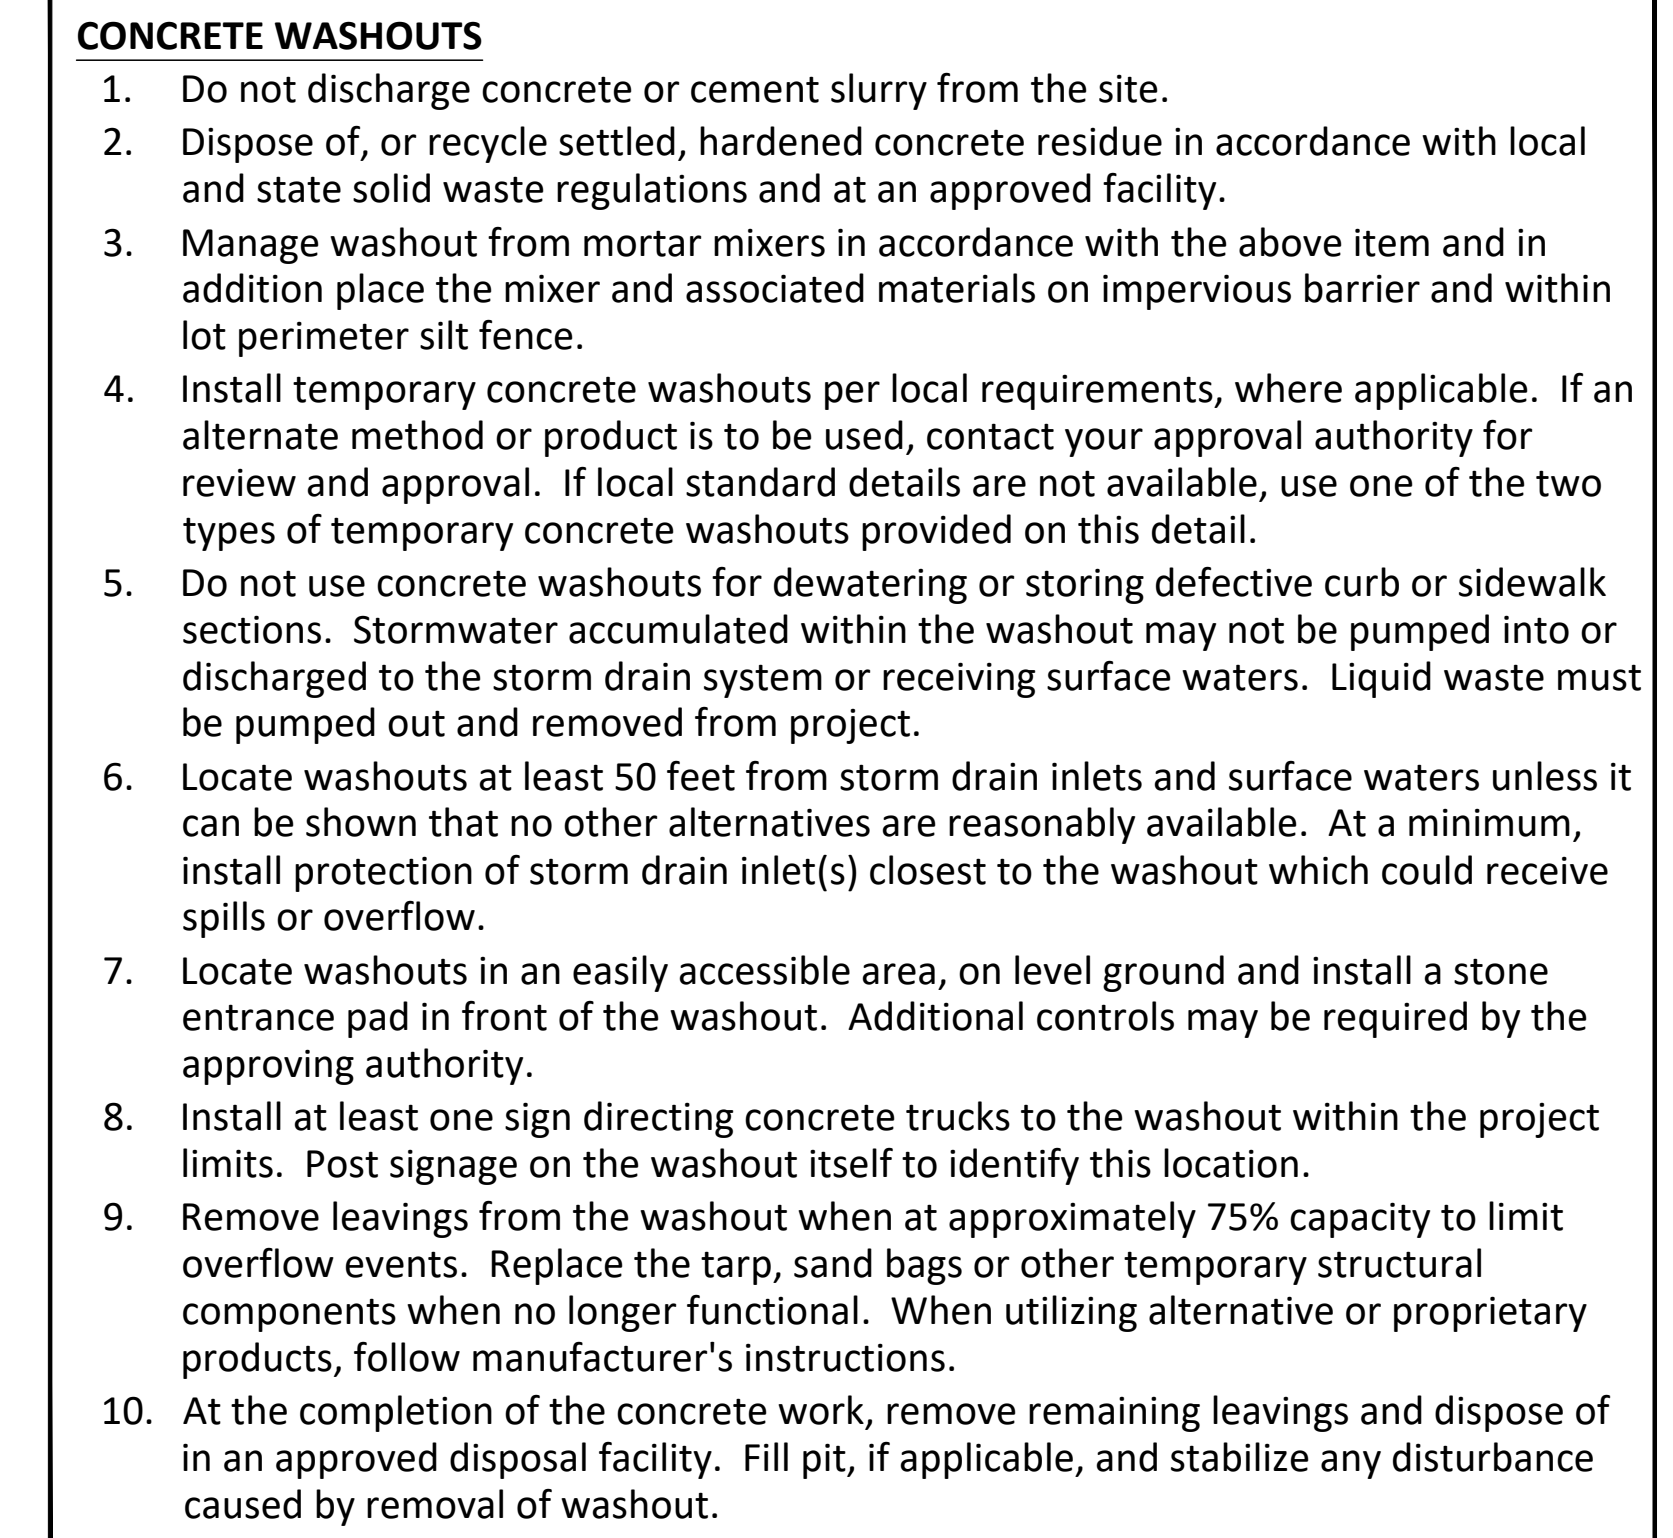 CONCRETE WASHOUTS
1. Do not discharge concrete or cement slurry from the site.
2. Dispose of, or recycle settled, hardened concrete residue in accordance with local
and state solid waste regulations and at an approved facility.
3. Manage washout from mortar mixers in accordance with the above item and in
addition place the mixer and associated materials on impervious barrier and within
lot perimeter silt fence.
4. Install temporary concrete washouts per local requirements, where applicable. If an
alternate method or product is to be used, contact your approval authority for
review and approval. If local standard details are not available, use one of the two
types of temporary concrete washouts provided on this detail.
5. Do not use concrete washouts for dewatering or storing defective curb or sidewalk
sections. Stormwater accumulated within the washout may not be pumped into or
discharged to the storm drain system or receiving surface waters. Liquid waste must
be pumped out and removed from project.
6. Locate washouts at least 50 feet from storm drain inlets and surface waters unless it
can be shown that no other alternatives are reasonably available. At a minimum,
install protection of storm drain inlet(s) closest to the washout which could receive
spills or overflow.
7. Locate washouts in an easily accessible area, on level ground and install a stone
entrance pad in front of the washout. Additional controls may be required by the
approving authority.
8. Install at least one sign directing concrete trucks to the washout within the project
limits. Post signage on the washout itself to identify this location.
9. Remove leavings from the washout when at approximately 75% capacity to limit
overflow events. Replace the tarp, sand bags or other temporary structural
components when no longer functional. When utilizing alternative or proprietary
products, follow manufacturer's instructions.
10. At the completion of the concrete work, remove remaining leavings and dispose of
in an approved disposal facility. Fill pit, if applicable, and stabilize any disturbance
caused by removal of washout.